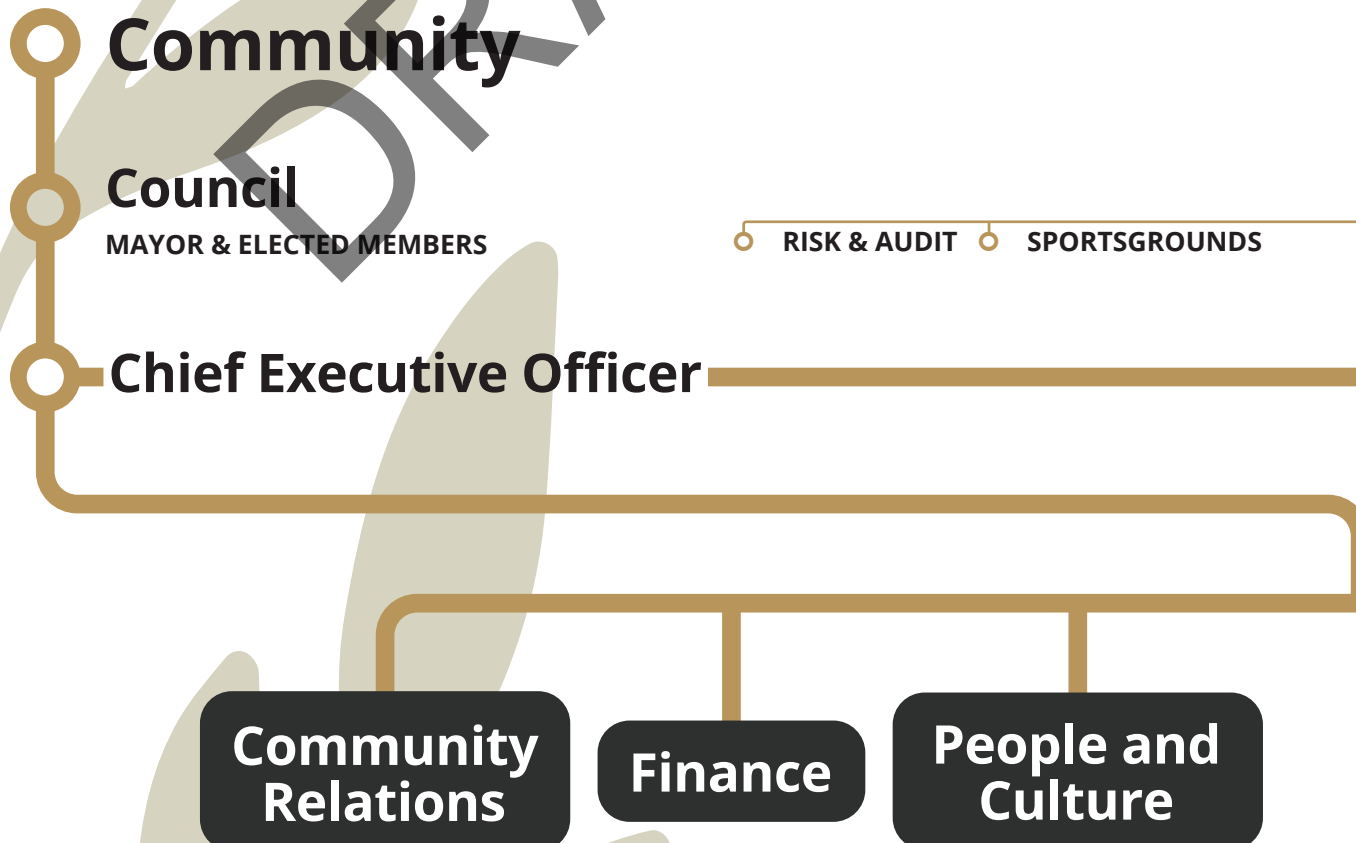 Community
Council
MAYOR & ELECTED MEMBERS
RISK & AUDIT
SPORTSGROUNDS
Chief Executive Officer
Community
Relations
Finance
People and
Culture